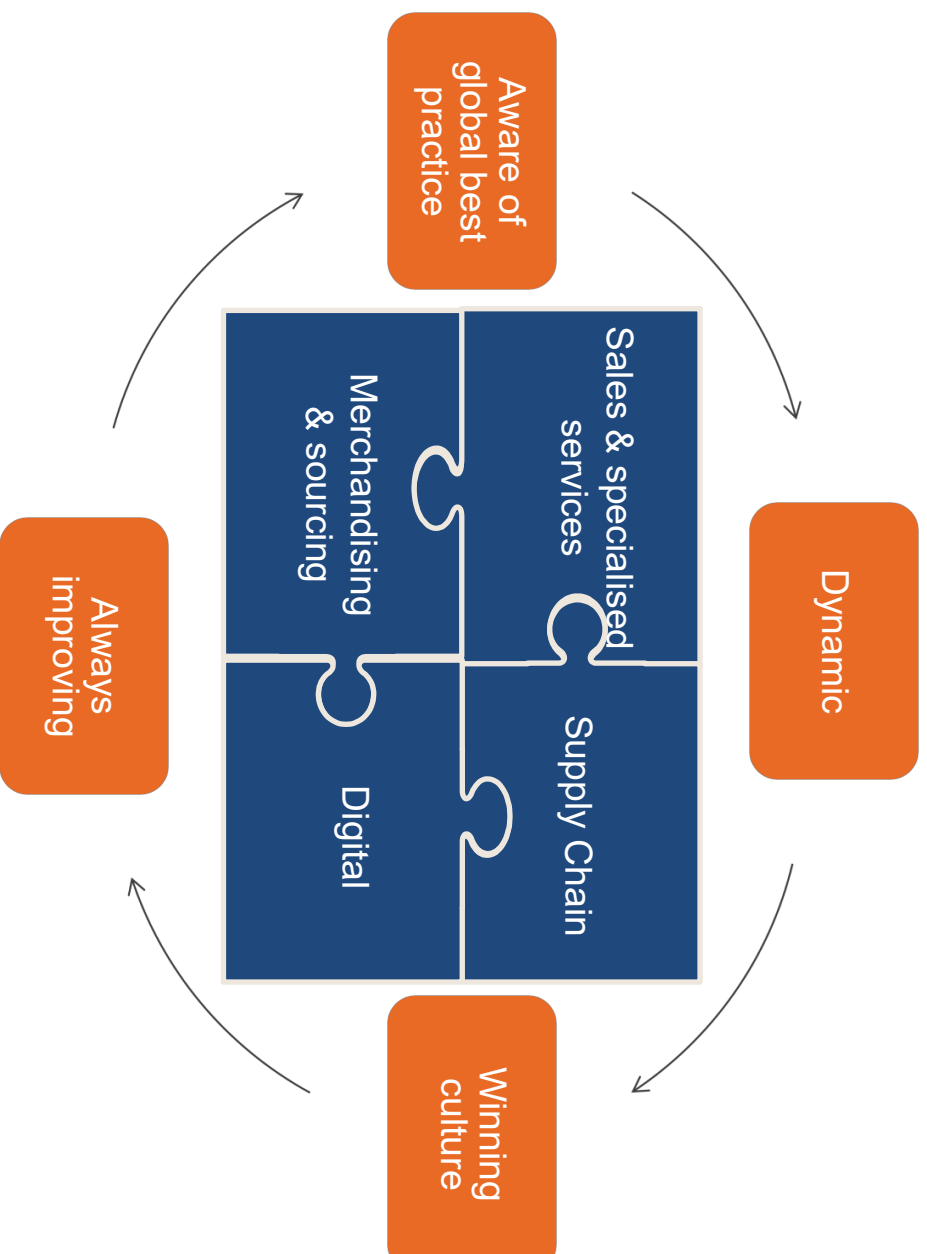 Dynamic
Sales & specialised
services
Supply Chain
Aware of
global best
practice
Winning
culture
Merchandising
& sourcing
Digital
Always
improving